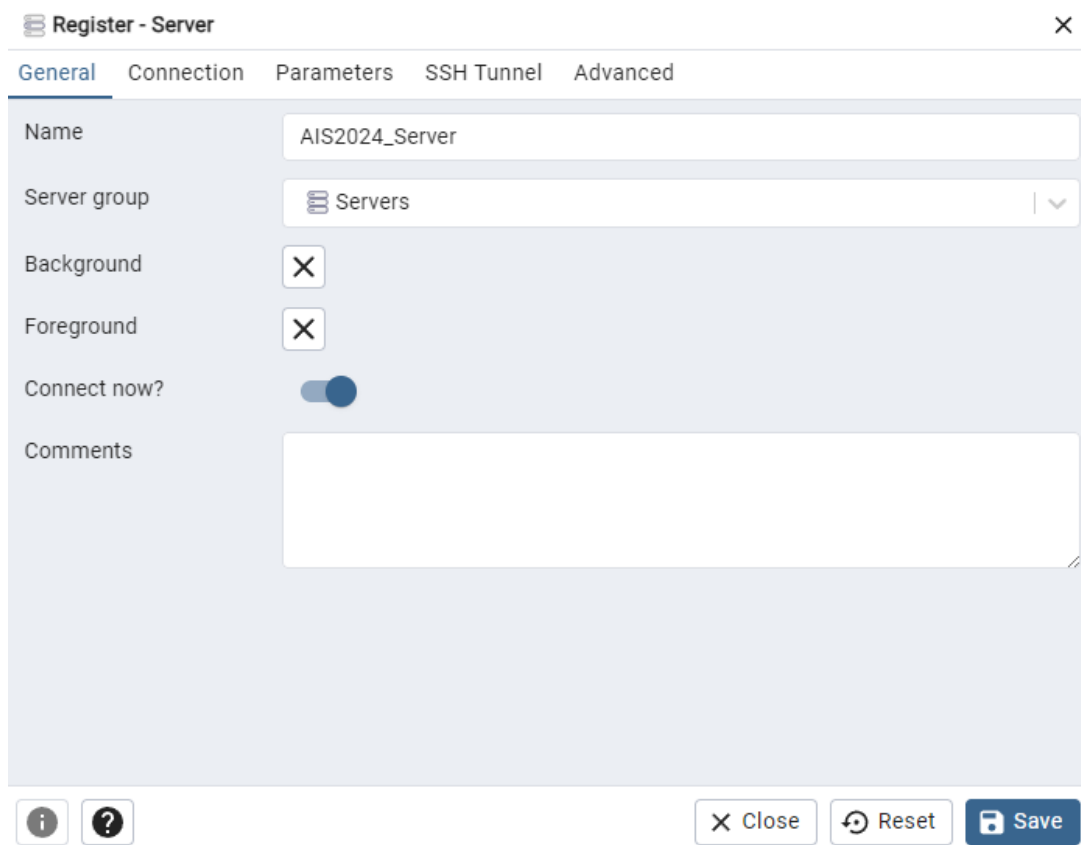 Register - Server
General Connection Parameters SSH Tunnel Advanced
Name AIS2024_Server
Server group Servers
Background
Foreground
Connect now?
Comments
Close Reset Save